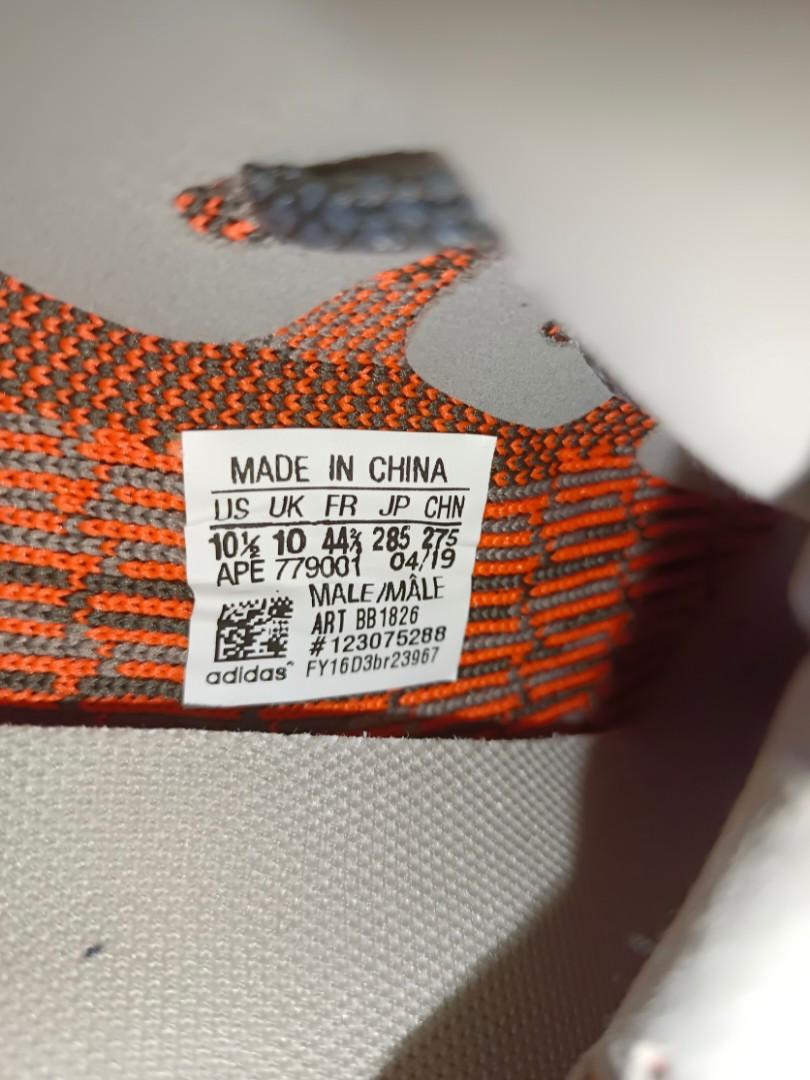 MADE IN CHINA
US UK FR JP CHN
10½ 10 44⅔ 285 275
APE 779001 04/19
MALE/MÂLE
ART BB1826
#123075288
adidas FY16D3br23967